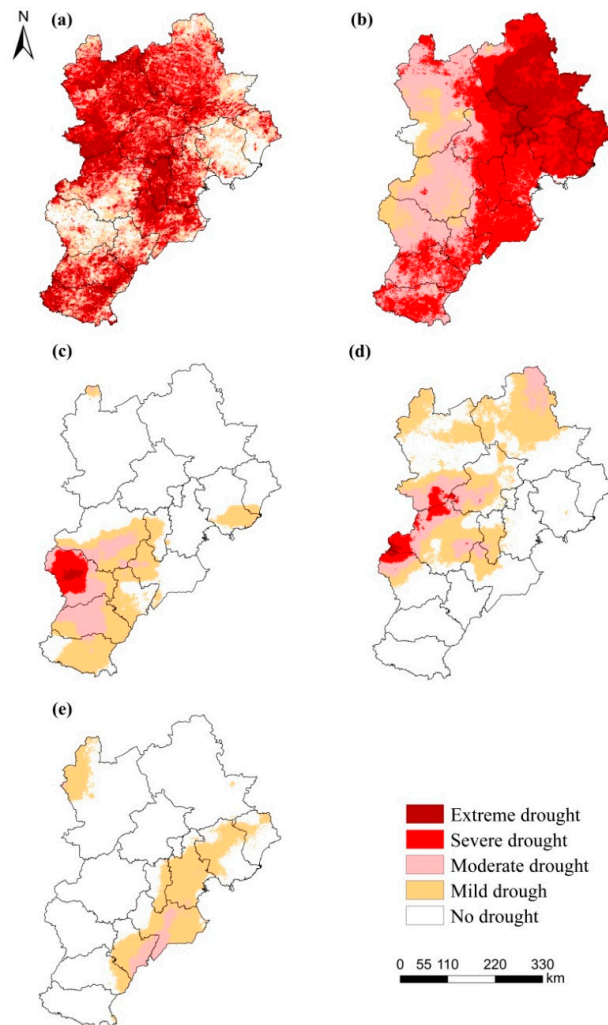 N
(a)
(b)
(c)
(d)
(e)
Extreme drought
Severe drought
Moderate drought
Mild drough
No drought
0 55 110 220 330
km